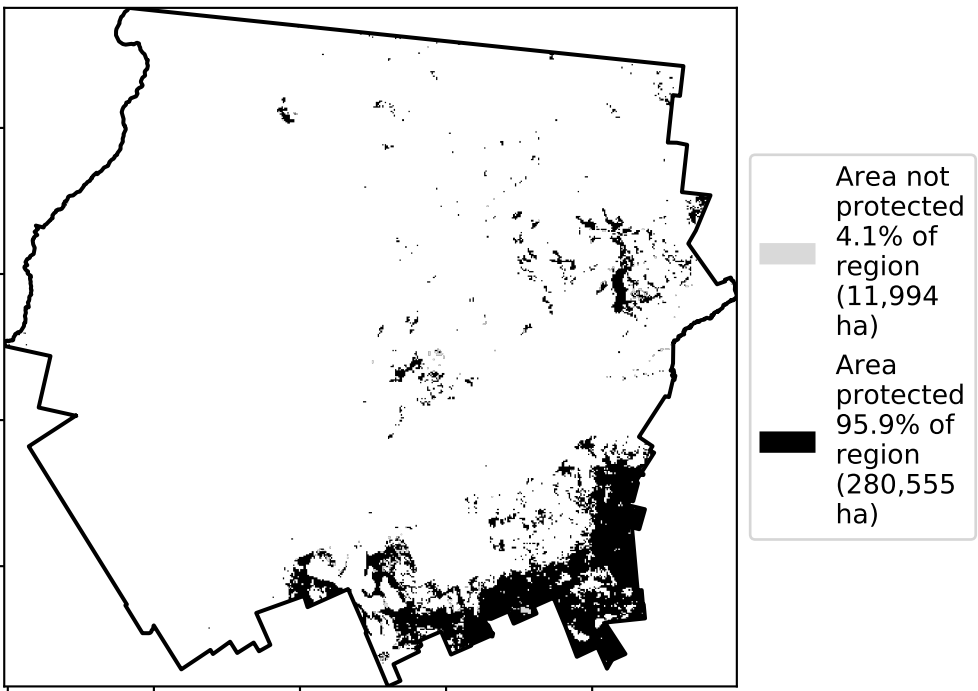 Area not
protected
4.1% of
region
(11,994
ha)
Area
protected
95.9% of
region
(280,555
ha)